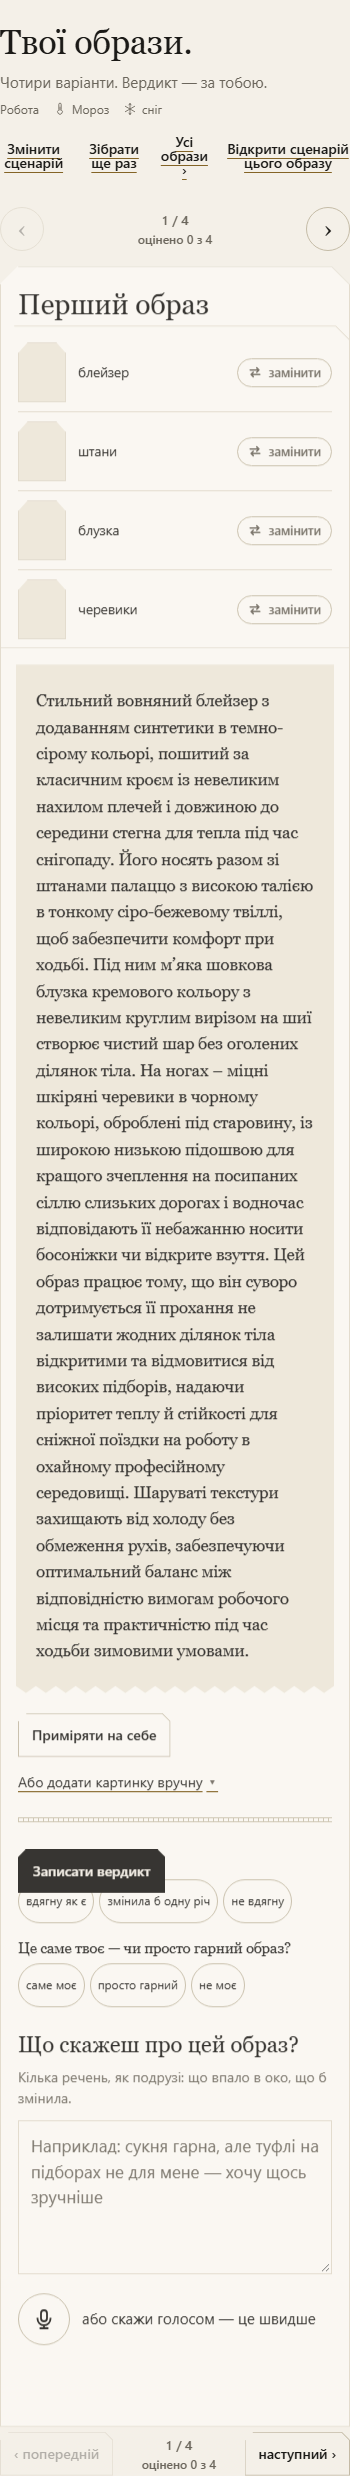 Твої образи.
Чотири варіанти. Вердикт — за тобою.
Робота Мороз сніг
Змінити сценарій
Зібрати ще раз
Усі образи ›
Відкрити сценарій цього образу
‹
1 / 4
оцінено 0 з 4
›
Перший образ
блейзер
⇄ замінити
штани
⇄ замінити
блузка
⇄ замінити
черевики
⇄ замінити
Стильний вовняний блейзер з
додаванням синтетики в темно-
сірому кольорі, пошитий за
класичним кроєм із невеликим
нахилом плечей і довжиною до
середини стегна для тепла під час
снігопаду. Його носять разом зі
штанами палаццо з високою талією
в тонкому сіро-бежевому твіллі,
щоб забезпечити комфорт при
ходьбі. Під ним м’яка шовкова
блузка кремового кольору з
невеликим круглим вирізом на шиї
створює чистий шар без оголених
ділянок тіла. На ногах – міцні
шкіряні черевики в чорному
кольорі, оброблені під старовину, із
широкою низькою підошвою для
кращого зчеплення на посипаних
сіллю слизьких дорогах і водночас
відповідають її небажанню носити
босоніжки чи відкрите взуття. Цей
образ працює тому, що він суворо
дотримується її прохання не
залишати жодних ділянок тіла
відкритими та відмовитися від
високих підборів, надаючи
пріоритет теплу й стійкості для
сніжної поїздки на роботу в
охайному професійному
середовищі. Шаруваті текстури
захищають від холоду без
обмеження рухів, забезпечуючи
оптимальний баланс між
відповідністю вимогам робочого
місця та практичністю під час
ходьби зимовими умовами.
Приміряти на себе
Або додати картинку вручну ▾
Записати вердикт
вдягну як є
змінила б одну річ
не вдягну
Це саме твоє — чи просто гарний образ?
саме моє
просто гарний
не моє
Що скажеш про цей образ?
Кілька речень, як подрузі: що впало в око, що б
змінила.
Наприклад: сукня гарна, але туфлі на
підборах не для мене — хочу щось
зручніше
або скажи голосом — це швидше
‹ попередній
1 / 4
оцінено 0 з 4
наступний ›